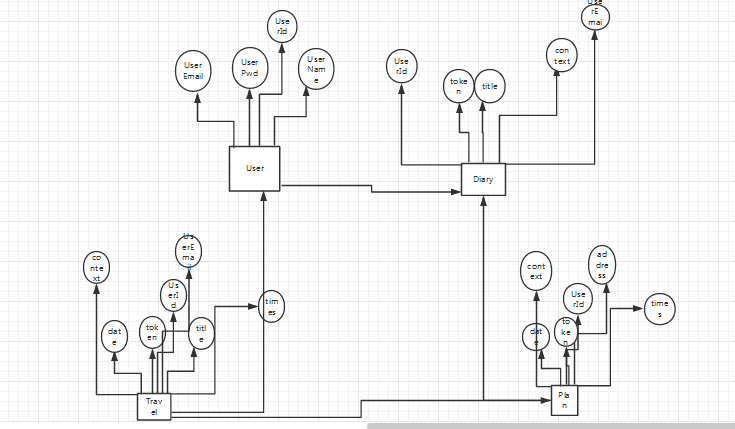 Use
rE
mai
Use
rId
User
Email
User
Pwd
User
Nam
e
Use
rId
toke
n
title
con
text
User
Diary
co
nte
xt
Us
erE
ma
il
Us
erI
d
dat
e
tok
en
titl
e
tim
es
Trav
el
cont
ext
ad
dre
ss
Use
rId
time
s
dat
e
to
ke
n
Pla
n